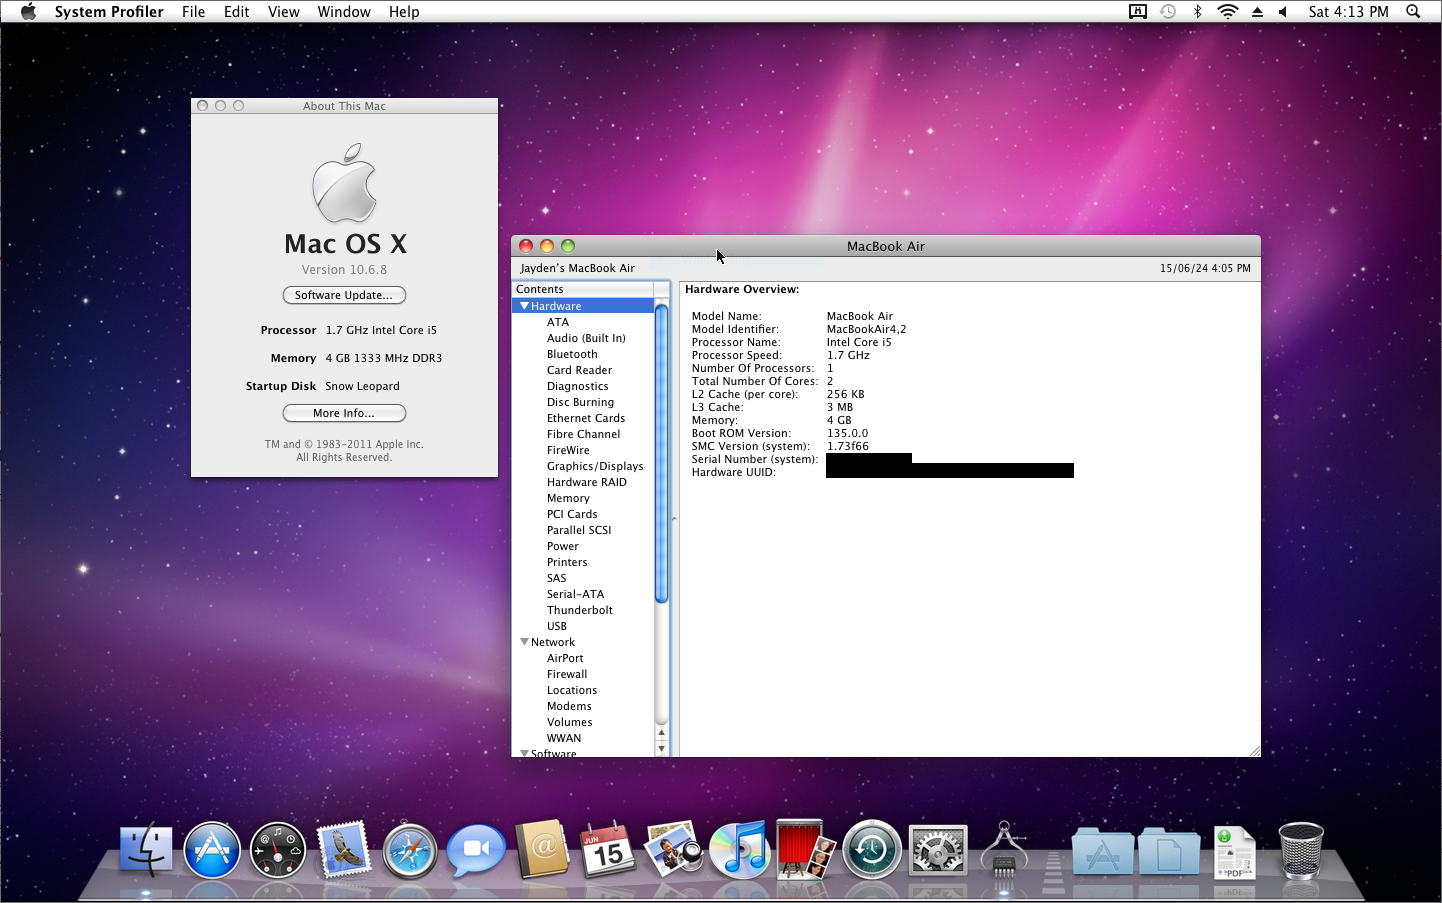 System Profiler File Edit View Window Help
Sat 4:13 PM
About This Mac
Mac OS X
Version 10.6.8
Software Update...
Processor 1.7 GHz Intel Core i5
Memory 4 GB 1333 MHz DDR3
Startup Disk Snow Leopard
More Info...
TM and © 1983-2011 Apple Inc.
All Rights Reserved.
MacBook Air
Jayden's MacBook Air
15/06/24 4:05 PM
Contents
Hardware
ATA
Audio (Built In)
Bluetooth
Card Reader
Diagnostics
Disc Burning
Ethernet Cards
Fibre Channel
FireWire
Graphics/Displays
Hardware RAID
Memory
PCI Cards
Parallel SCSI
Power
Printers
SAS
Serial-ATA
Thunderbolt
USB
Network
AirPort
Firewall
Locations
Modems
Volumes
WWAN
Software
Hardware Overview:
Model Name: MacBook Air
Model Identifier: MacBookAir4,2
Processor Name: Intel Core i5
Processor Speed: 1.7 GHz
Number Of Processors: 1
Total Number Of Cores: 2
L2 Cache (per core): 256 KB
L3 Cache: 3 MB
Memory: 4 GB
Boot ROM Version: 135.0.0
SMC Version (system): 1.73f66
Serial Number (system):
Hardware UUID:
JUN
15
@
PDF